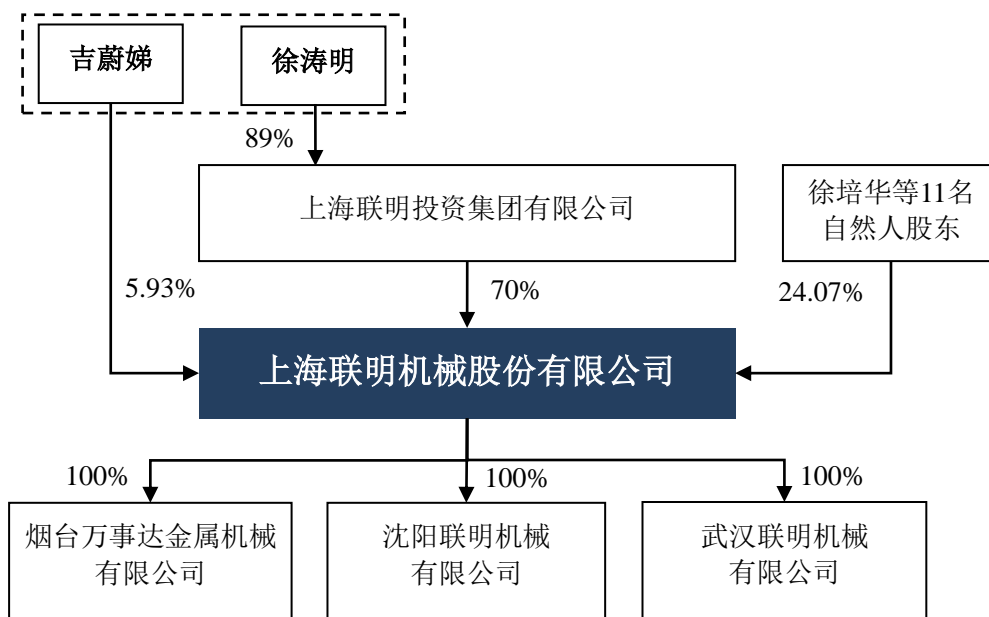 吉蔚娣
徐涛明
89%
上海联明投资集团有限公司
徐培华等11名
自然人股东
5.93%
70%
24.07%
上海联明机械股份有限公司
100%
100%
100%
烟台万事达金属机械
有限公司
沈阳联明机械
有限公司
武汉联明机械
有限公司